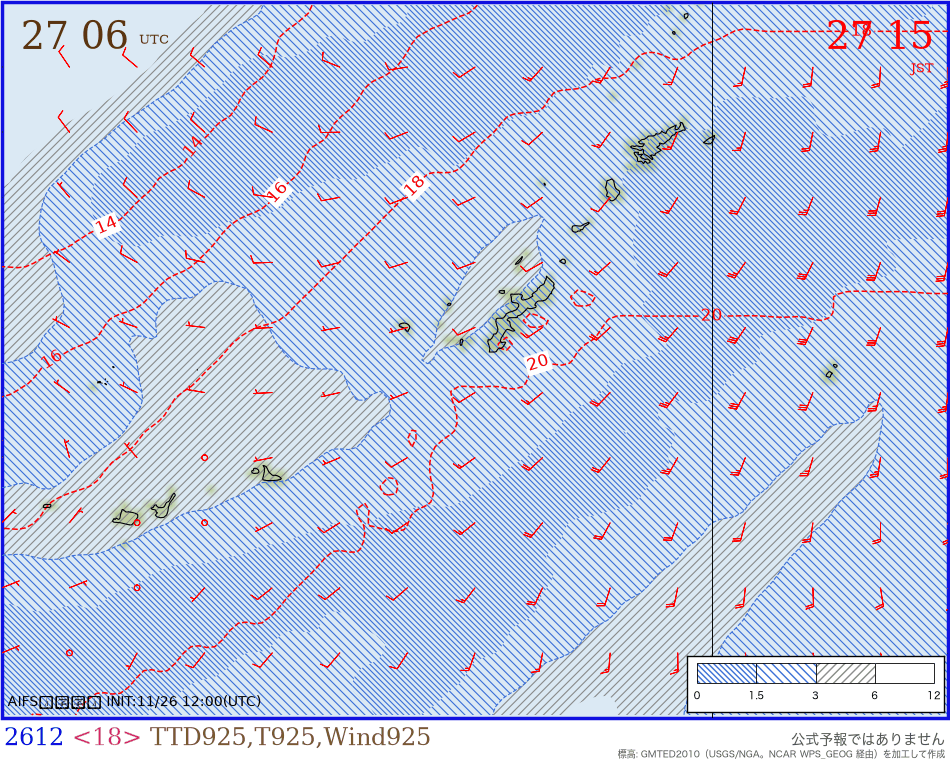 27 06 UTC
27 15
JST
18
14
14
16
18
16
20
20
AIFS INIT:11/26 12:00(UTC)
0 1.5 3 6 12
2612 <18> TTD925,T925,Wind925
公式予報ではありません
標高: GMTED2010（USGS/NGA。NCAR WPS_GEOG 経由）を加工して作成